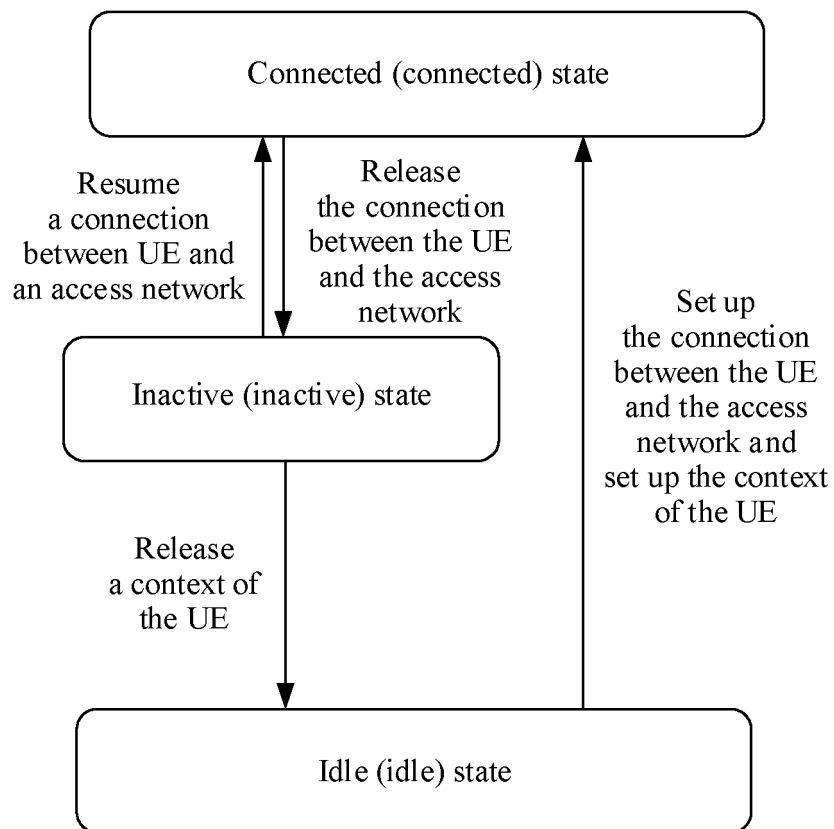 Connected (connected) state
Resume
a connection
between UE and
an access network
Release
the connection
between the UE
and the access
network
Set up
the connection
between the UE
and the access
network and
set up the context
of the UE
Inactive (inactive) state
Release
a context of
the UE
Idle (idle) state